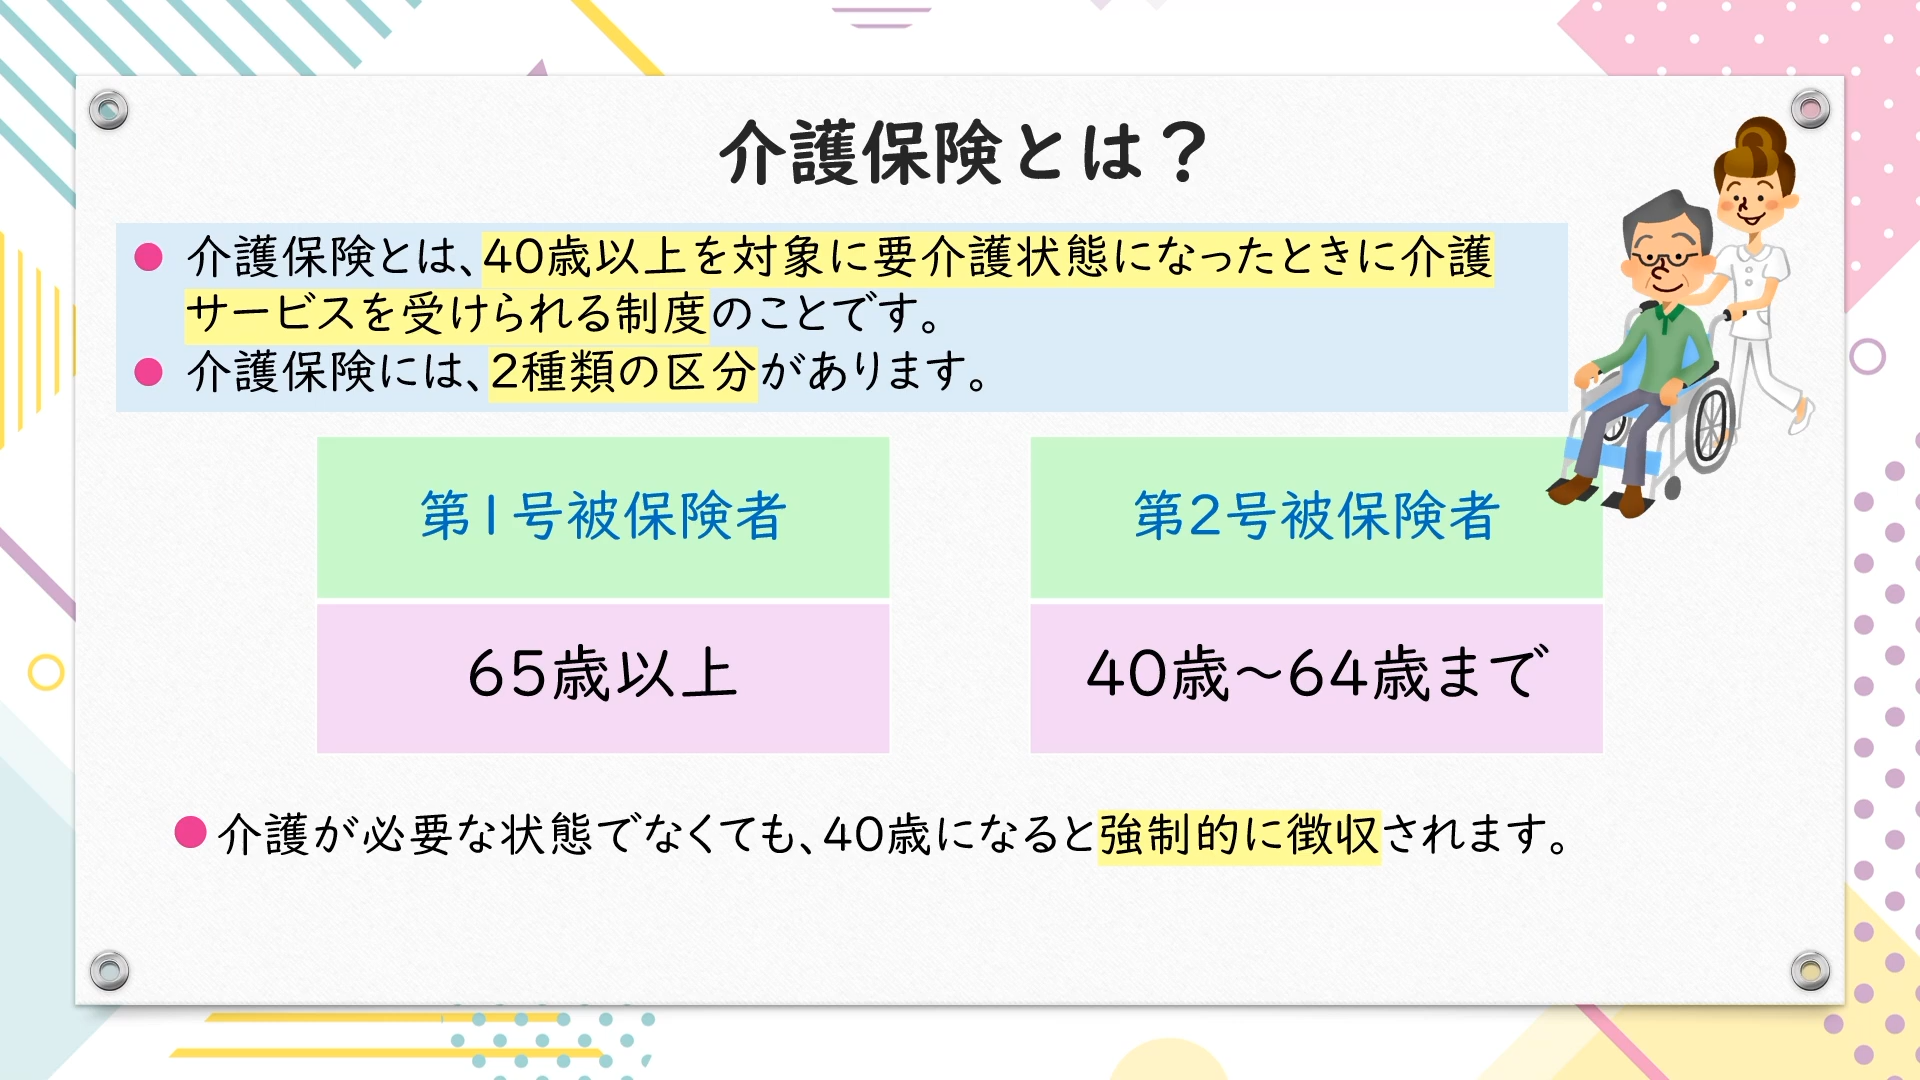 介護保険とは？
● 介護保険とは、40歳以上を対象に要介護状態になったときに介護
サービスを受けられる制度のことです。
● 介護保険には、2種類の区分があります。
第1号被保険者
第2号被保険者
65歳以上
40歳～64歳まで
●介護が必要な状態でなくても、40歳になると強制的に徴収されます。